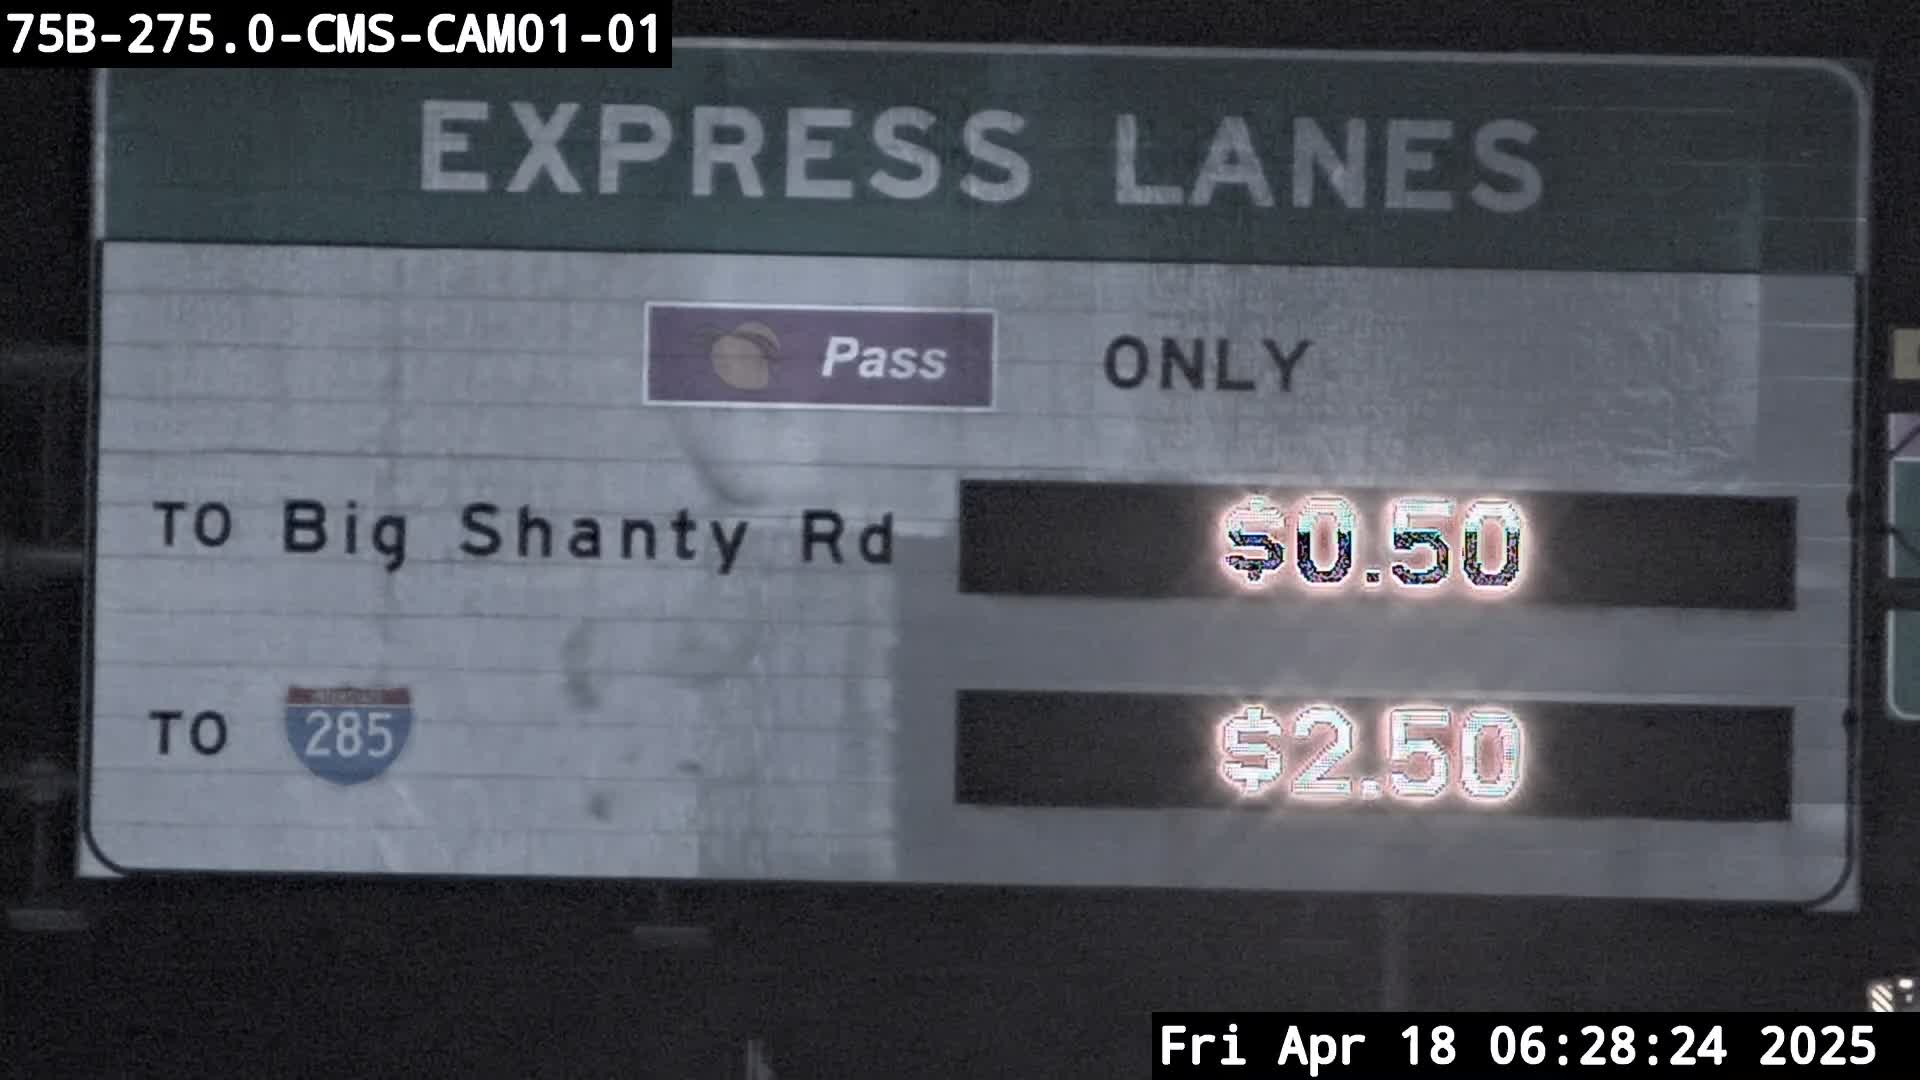 75B-275.0-CMS-CAM01-01
EXPRESS LANES
Pass ONLY
TO Big Shanty Rd $0.50
TO 285 $2.50
Fri Apr 18 06:28:24 2025